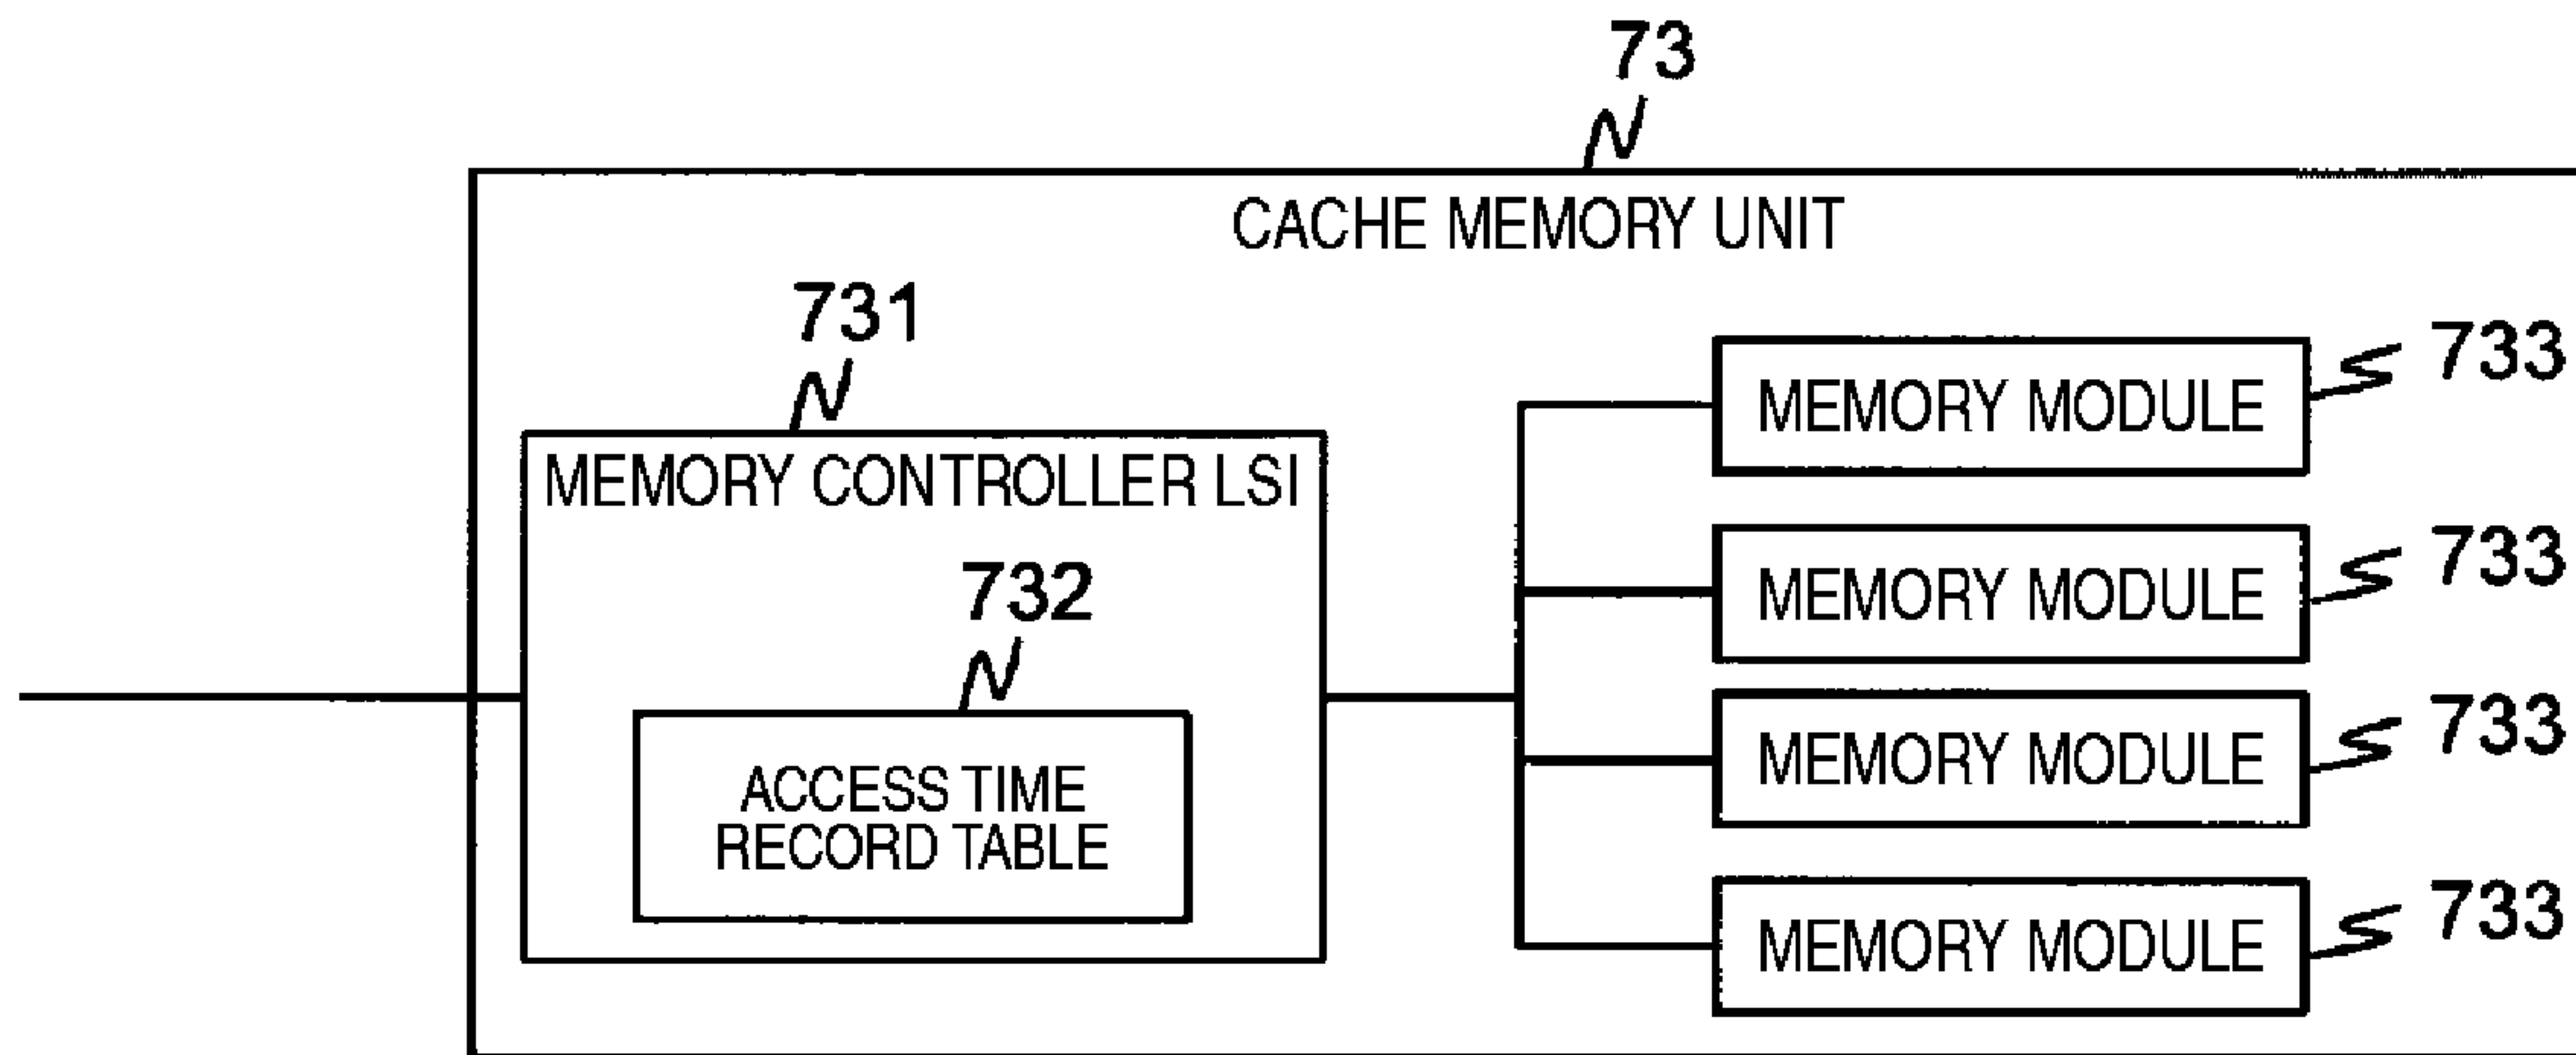 73
CACHE MEMORY UNIT
731
MEMORY CONTROLLER LSI
732
ACCESS TIME
RECORD TABLE
MEMORY MODULE 733
MEMORY MODULE 733
MEMORY MODULE 733
MEMORY MODULE 733